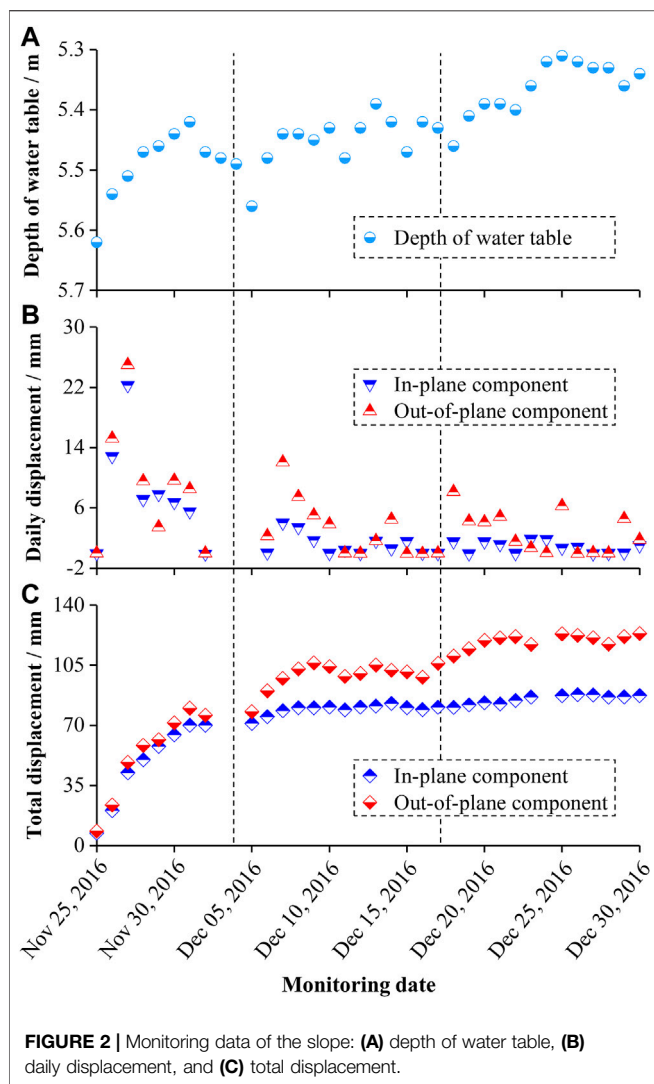 A
Depth of water table / m
5.3
5.4
5.5
5.6
5.7
Depth of water table
B
Daily displacement / mm
30
22
14
6
-2
In-plane component
Out-of-plane component
C
Total displacement / mm
140
105
70
35
0
In-plane component
Out-of-plane component
Nov 25, 2016
Nov 30, 2016
Dec 05, 2016
Dec 10, 2016
Dec 15, 2016
Dec 20, 2016
Dec 25, 2016
Dec 30, 2016
Monitoring date
FIGURE 2 | Monitoring data of the slope: (A) depth of water table, (B)
daily displacement, and (C) total displacement.